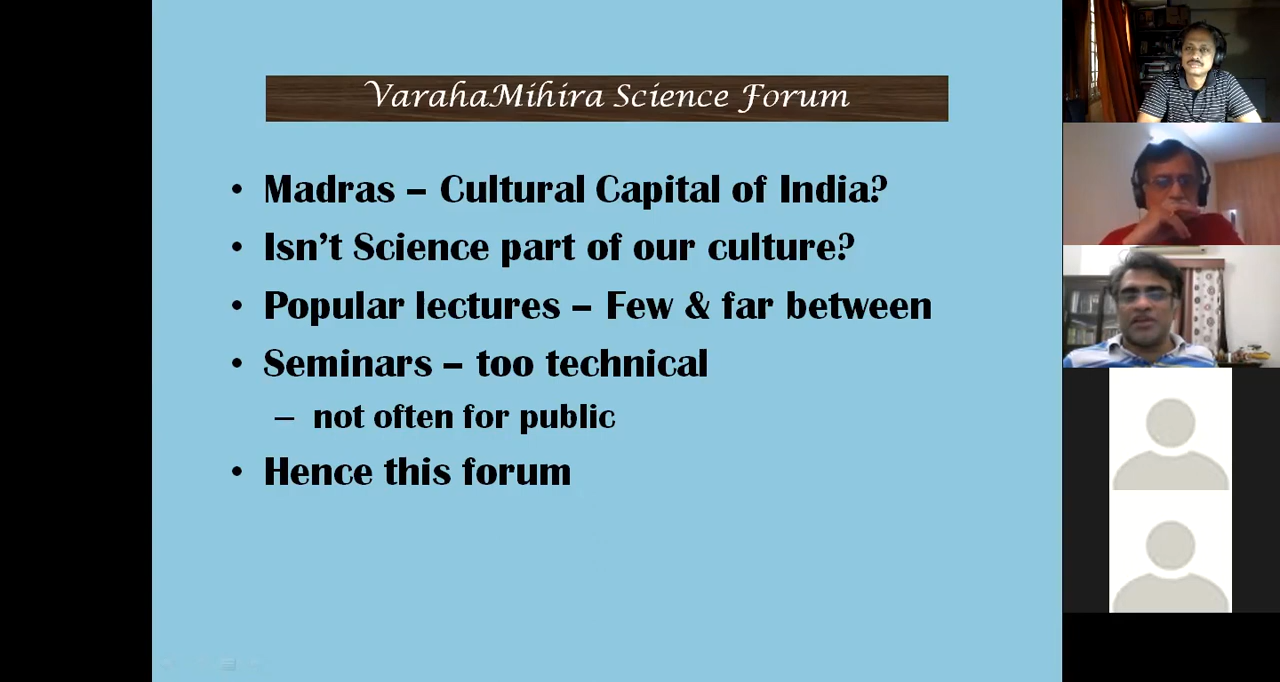 VarahaMihira Science Forum
• Madras – Cultural Capital of India?
• Isn’t Science part of our culture?
• Popular lectures – Few & far between
• Seminars – too technical
– not often for public
• Hence this forum